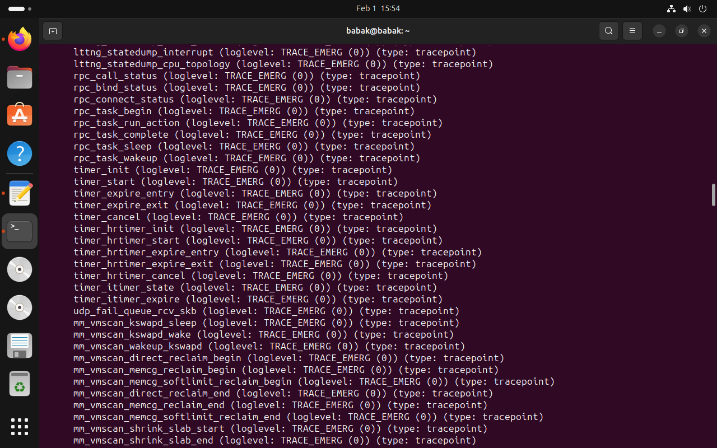 Feb 1 15:54
babak@babak: ~
lttng_statedump_interrupt (loglevel: TRACE_EMERG (0)) (type: tracepoint)
lttng_statedump_cpu_topology (loglevel: TRACE_EMERG (0)) (type: tracepoint)
rpc_call_status (loglevel: TRACE_EMERG (0)) (type: tracepoint)
rpc_bind_status (loglevel: TRACE_EMERG (0)) (type: tracepoint)
rpc_connect_status (loglevel: TRACE_EMERG (0)) (type: tracepoint)
rpc_task_begin (loglevel: TRACE_EMERG (0)) (type: tracepoint)
rpc_task_run_action (loglevel: TRACE_EMERG (0)) (type: tracepoint)
rpc_task_complete (loglevel: TRACE_EMERG (0)) (type: tracepoint)
rpc_task_sleep (loglevel: TRACE_EMERG (0)) (type: tracepoint)
rpc_task_wakeup (loglevel: TRACE_EMERG (0)) (type: tracepoint)
timer_init (loglevel: TRACE_EMERG (0)) (type: tracepoint)
timer_start (loglevel: TRACE_EMERG (0)) (type: tracepoint)
timer_expire_entry (loglevel: TRACE_EMERG (0)) (type: tracepoint)
timer_expire_exit (loglevel: TRACE_EMERG (0)) (type: tracepoint)
timer_cancel (loglevel: TRACE_EMERG (0)) (type: tracepoint)
timer_hrtimer_init (loglevel: TRACE_EMERG (0)) (type: tracepoint)
timer_hrtimer_start (loglevel: TRACE_EMERG (0)) (type: tracepoint)
timer_hrtimer_expire_entry (loglevel: TRACE_EMERG (0)) (type: tracepoint)
timer_hrtimer_expire_exit (loglevel: TRACE_EMERG (0)) (type: tracepoint)
timer_hrtimer_cancel (loglevel: TRACE_EMERG (0)) (type: tracepoint)
timer_itimer_state (loglevel: TRACE_EMERG (0)) (type: tracepoint)
timer_itimer_expire (loglevel: TRACE_EMERG (0)) (type: tracepoint)
udp_fail_queue_rcv_skb (loglevel: TRACE_EMERG (0)) (type: tracepoint)
mm_vmscan_kswapd_sleep (loglevel: TRACE_EMERG (0)) (type: tracepoint)
mm_vmscan_kswapd_wake (loglevel: TRACE_EMERG (0)) (type: tracepoint)
mm_vmscan_wakeup_kswapd (loglevel: TRACE_EMERG (0)) (type: tracepoint)
mm_vmscan_direct_reclaim_begin (loglevel: TRACE_EMERG (0)) (type: tracepoint)
mm_vmscan_memcg_reclaim_begin (loglevel: TRACE_EMERG (0)) (type: tracepoint)
mm_vmscan_memcg_softlimit_reclaim_begin (loglevel: TRACE_EMERG (0)) (type: tracepoint)
mm_vmscan_direct_reclaim_end (loglevel: TRACE_EMERG (0)) (type: tracepoint)
mm_vmscan_memcg_reclaim_end (loglevel: TRACE_EMERG (0)) (type: tracepoint)
mm_vmscan_memcg_softlimit_reclaim_end (loglevel: TRACE_EMERG (0)) (type: tracepoint)
mm_vmscan_shrink_slab_start (loglevel: TRACE_EMERG (0)) (type: tracepoint)
mm_vmscan_shrink_slab_end (loglevel: TRACE_EMERG (0)) (type: tracepoint)